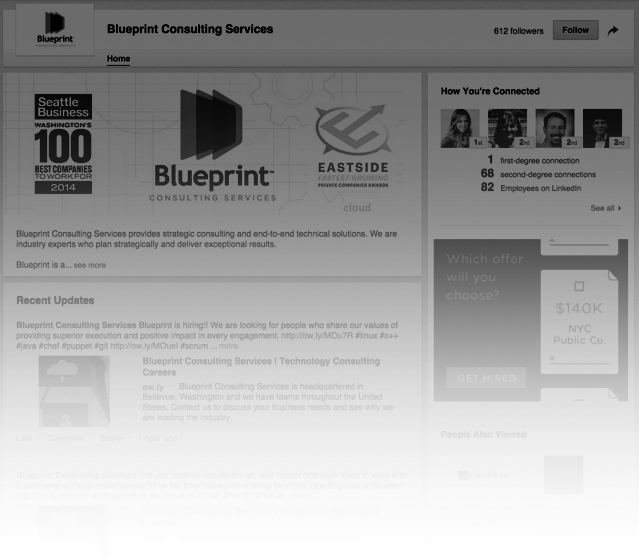 Blueprint
CONSULTING SERVICES
Blueprint Consulting Services
612 followers
Follow
Home
Seattle
Business
WASHINGTON'S
100
BEST COMPANIES
TO WORK FOR
2014
Blueprint™
CONSULTING SERVICES
EASTSIDE
FASTEST-GROWING
PRIVATE COMPANIES AWARDS
cloud
Blueprint Consulting Services provides strategic consulting and end-to-end technical solutions. We are
industry experts who plan strategically and deliver exceptional results.
Blueprint is a... see more
How You're Connected
1st
2nd
2nd
2nd
1 first-degree connection
68 second-degree connections
82 Employees on LinkedIn
See all
Which offer
will you
choose?
$140K
NYC
Public Co.
GET HIRED
Recent Updates
Blueprint Consulting Services Blueprint is hiring!! We are looking for people who share our values of
providing superior execution and positive impact in every engagement. http://ow.ly/MOu7R #linux #c++
#java #chef #puppet #git http://ow.ly/MOuel #scrum ...more
Blueprint Consulting Services | Technology Consulting
Careers
ow.ly · Blueprint Consulting Services is headquartered in
Bellevue, Washington and we have teams throughout the United
States. Contact us to discuss your business needs and see why we
are leading the industry.
Like Comment Share 1 hour ago
People Also Viewed